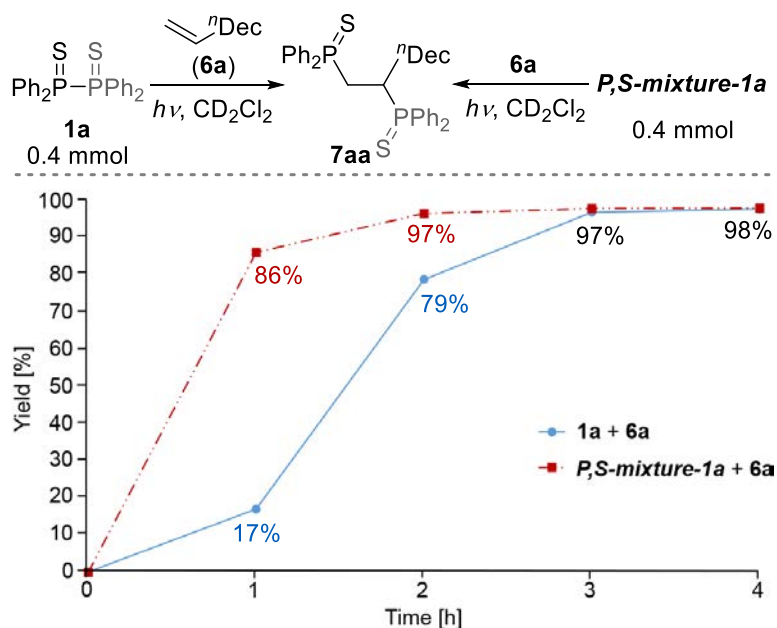 S S
Ph2P–PPh2
1a
0.4 mmol
nDec
(6a)
hν, CD2Cl2
S
Ph2P
nDec
PPh2
S
7aa
6a
hν, CD2Cl2
P,S-mixture-1a
0.4 mmol
Yield [%]
100
90
80
70
60
50
40
30
20
10
0
86%
97%
97%
98%
79%
17%
1a + 6a
P,S-mixture-1a + 6a
0 1 2 3 4
Time [h]